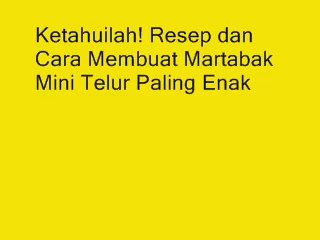 Ketahuilah! Resep dan
Cara Membuat Martabak
Mini Telur Paling Enak